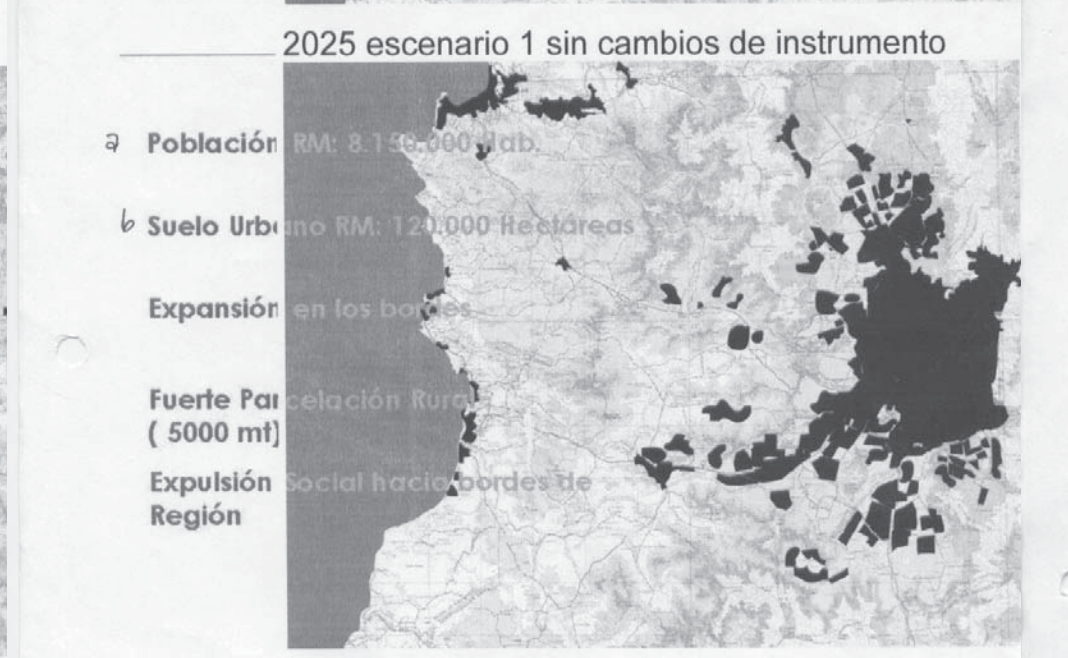 2025 escenario 1 sin cambios de instrumento
a Población RM: 8.150.000 Hab.
b Suelo Urbano RM: 120.000 Hectáreas
Expansión en los bordes
Fuerte Parcelación Rural
( 5000 mt)
Expulsión Social hacia bordes de
Región